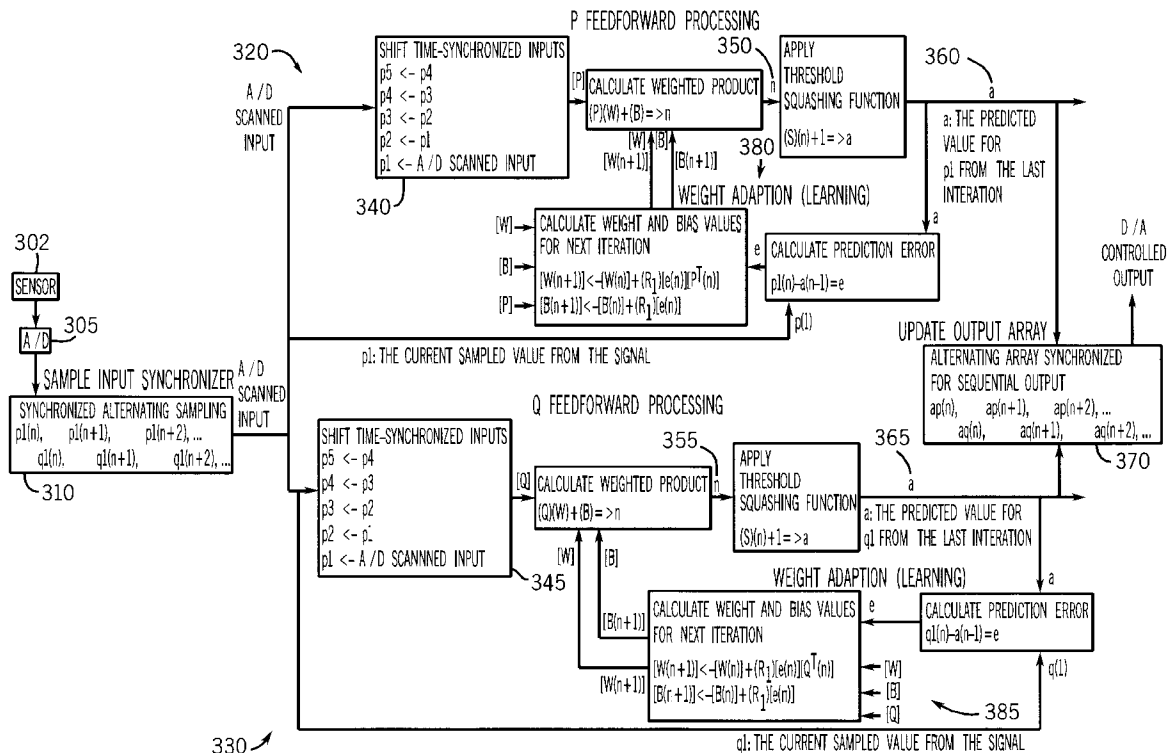 P FEEDFORWARD PROCESSING
320
A/D
SCANNED
INPUT
SHIFT TIME-SYNCHRONIZED INPUTS
p5 <- p4
p4 <- p3
p3 <- p2
p2 <- p1
p1 <- A/D SCANNED INPUT
340
[P]
CALCULATE WEIGHTED PRODUCT
(P)(W)+(B)=>n
350
n
APPLY
THRESHOLD
SQUASHING FUNCTION
(S)(n)+1=>a
360
a
a: THE PREDICTED
VALUE FOR
p1 FROM THE LAST
INTERATION
[W] [B]
[W(n+1)] [B(n+1)]
380
WEIGHT ADAPTION (LEARNING)
[W]
[B]
[P]
CALCULATE WEIGHT AND BIAS VALUES
FOR NEXT ITERATION
[W(n+1)]<-[W(n)]+(R1)[e(n)][P^T(n)]
[B(n+1)]<-[B(n)]+(R1)[e(n)]
e
a
CALCULATE PREDICTION ERROR
p1(n)-a(n-1)=e
p(1)
p1: THE CURRENT SAMPLED VALUE FROM THE SIGNAL
D/A
CONTROLLED
OUTPUT
302
SENSOR
A/D
305
SAMPLE INPUT SYNCHRONIZER
SYNCHRONIZED ALTERNATING SAMPLING
p1(n), p1(n+1), p1(n+2), ...
q1(n), q1(n+1), q1(n+2), ...
310
A/D
SCANNED
INPUT
UPDATE OUTPUT ARRAY
ALTERNATING ARRAY SYNCHRONIZED
FOR SEQUENTIAL OUTPUT
ap(n), ap(n+1), ap(n+2), ...
aq(n), aq(n+1), aq(n+2), ...
370
Q FEEDFORWARD PROCESSING
SHIFT TIME-SYNCHRONIZED INPUTS
p5 <- p4
p4 <- p3
p3 <- p2
p2 <- p1
p1 <- A/D SCANNNED INPUT
345
[Q]
CALCULATE WEIGHTED PRODUCT
(Q)(W)+(B)=>n
355
n
APPLY
THRESHOLD
SQUASHING FUNCTION
(S)(n)+1=>a
365
a
a: THE PREDICTED VALUE FOR
q1 FROM THE LAST INTERATION
[W] [B]
[B(n+1)]
[W(n+1)]
WEIGHT ADAPTION (LEARNING)
CALCULATE WEIGHT AND BIAS VALUES
FOR NEXT ITERATION
[W(n+1)]<-[W(n)]+(R1)[e(n)][Q^T(n)]
[B(n+1)]<-[B(n)]+(R1)[e(n)]
e
a
CALCULATE PREDICTION ERROR
q1(n)-a(n-1)=e
q(1)
[W]
[B]
[Q]
385
330
q1: THE CURRENT SAMPLED VALUE FROM THE SIGNAL